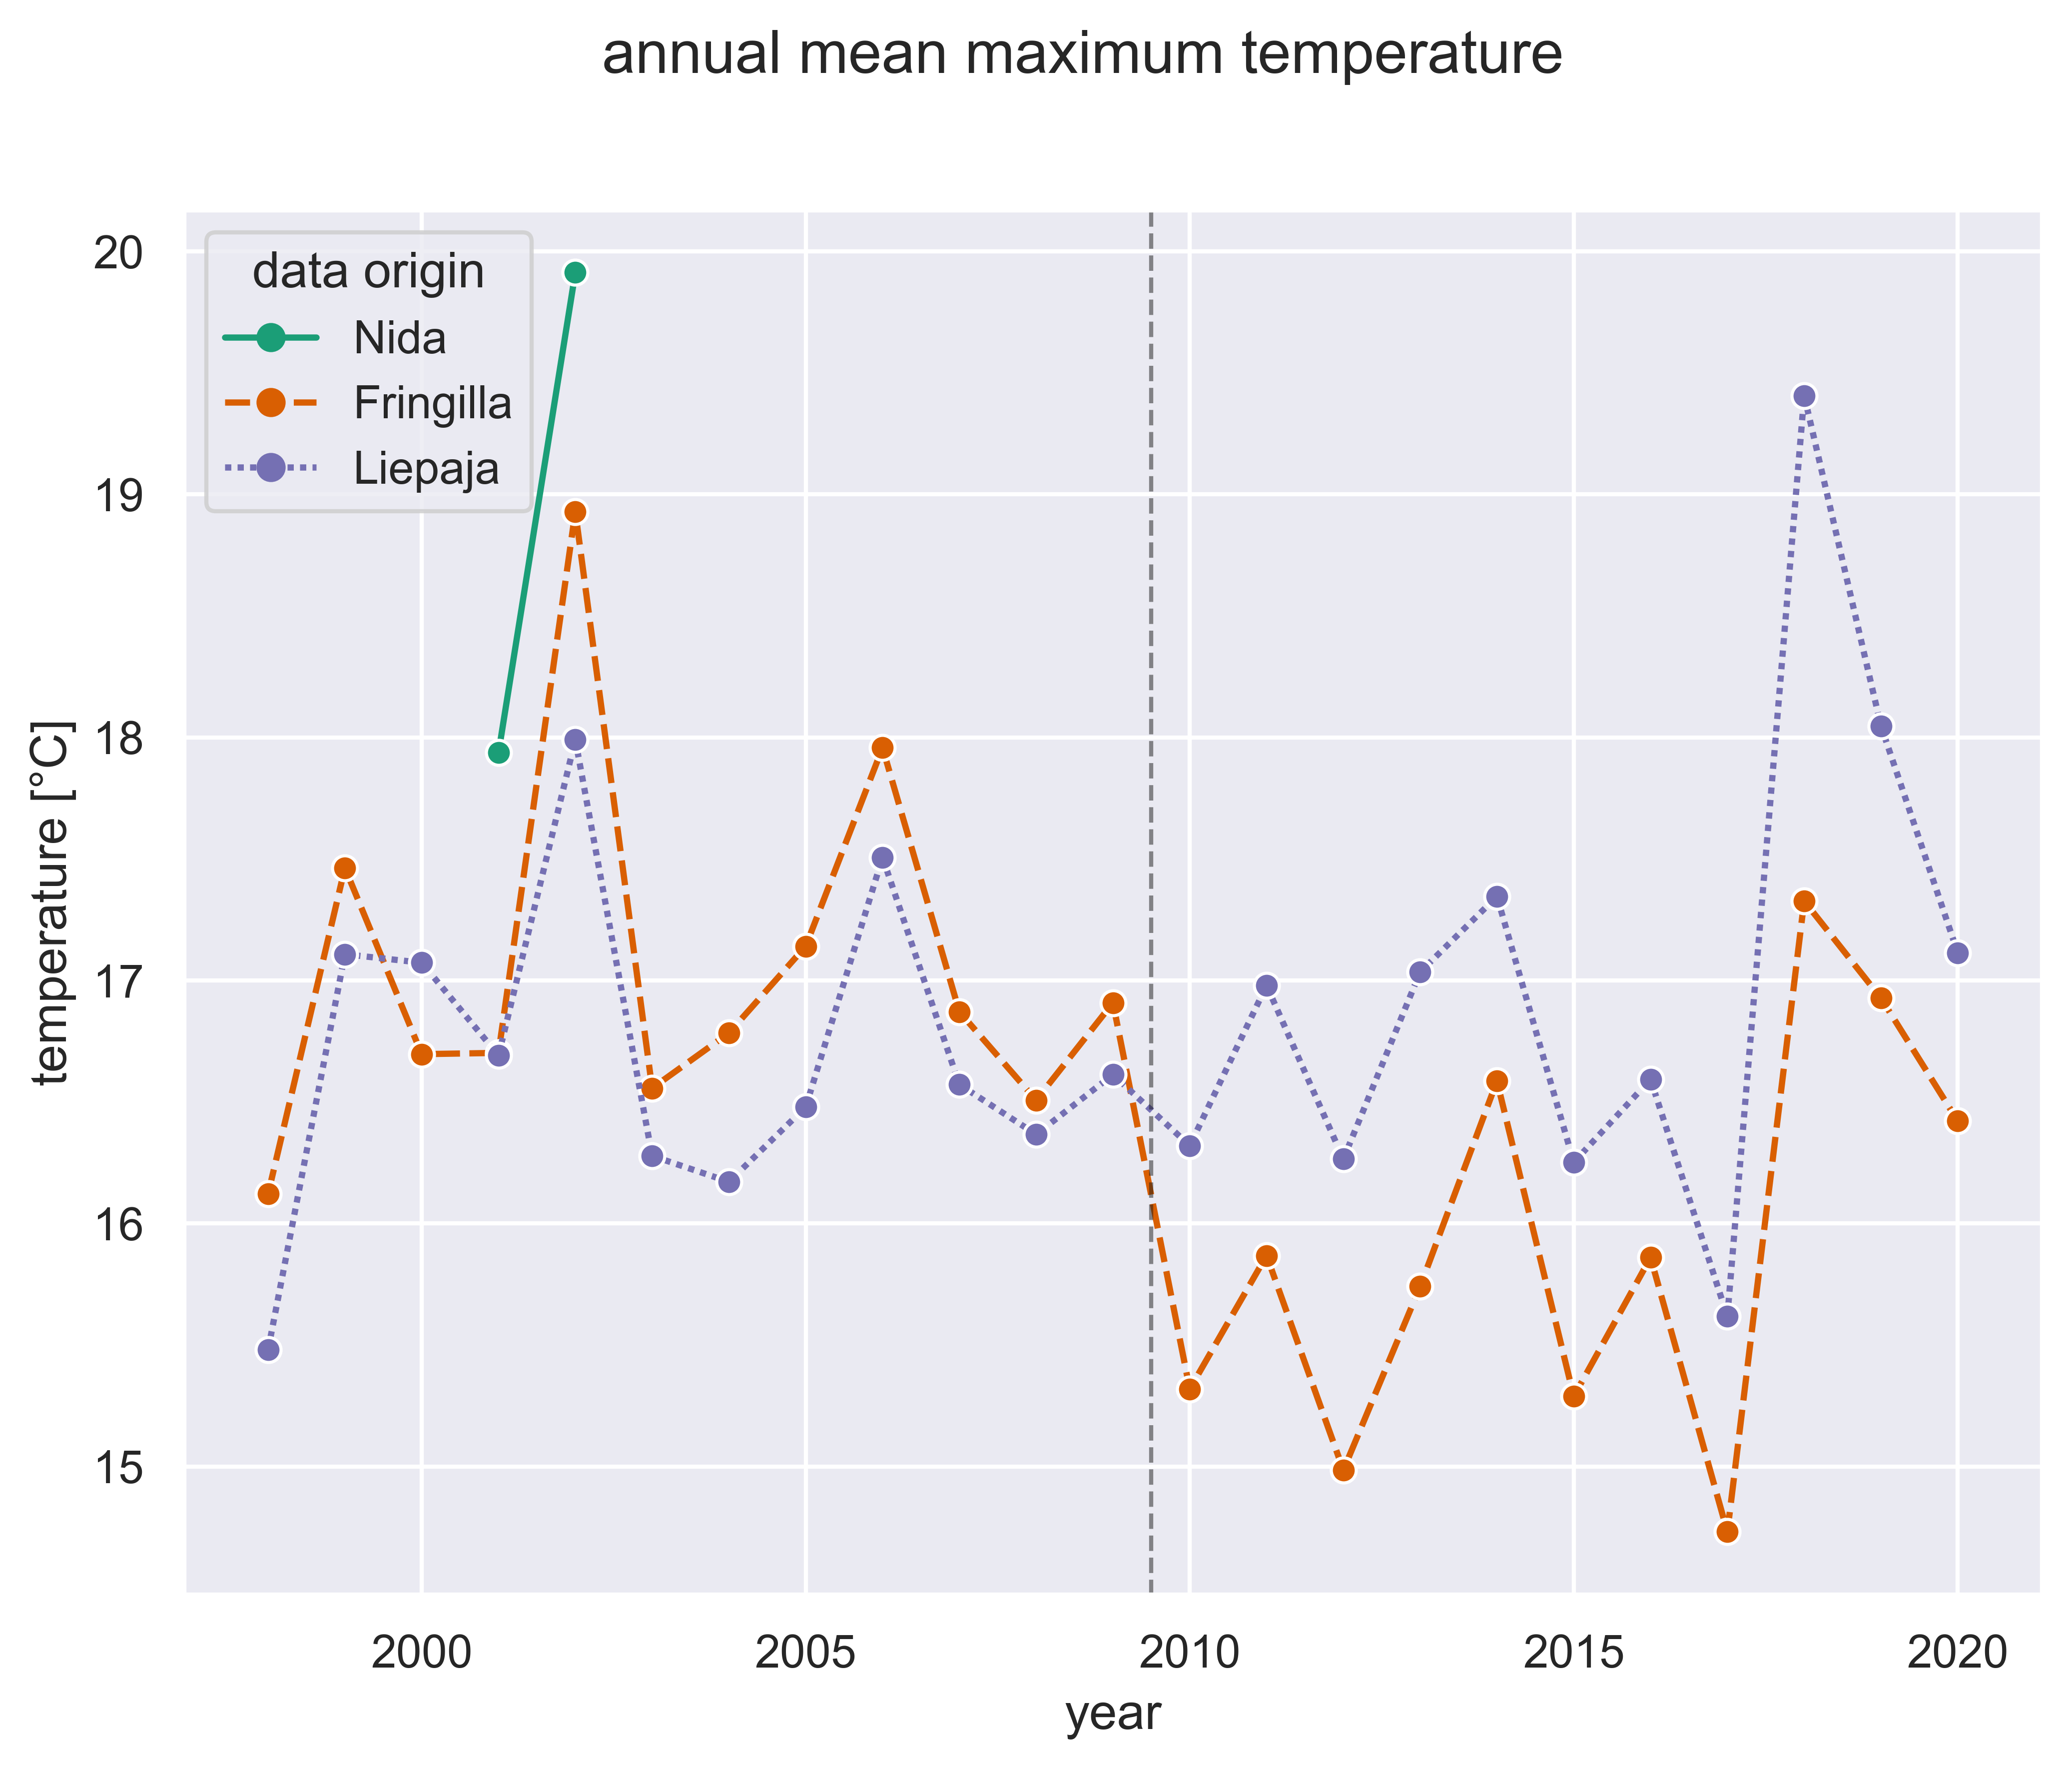 annual mean maximum temperature
data origin
Nida
Fringilla
Liepaja
20
19
18
17
16
15
temperature [°C]
2000 2005 2010 2015 2020
year